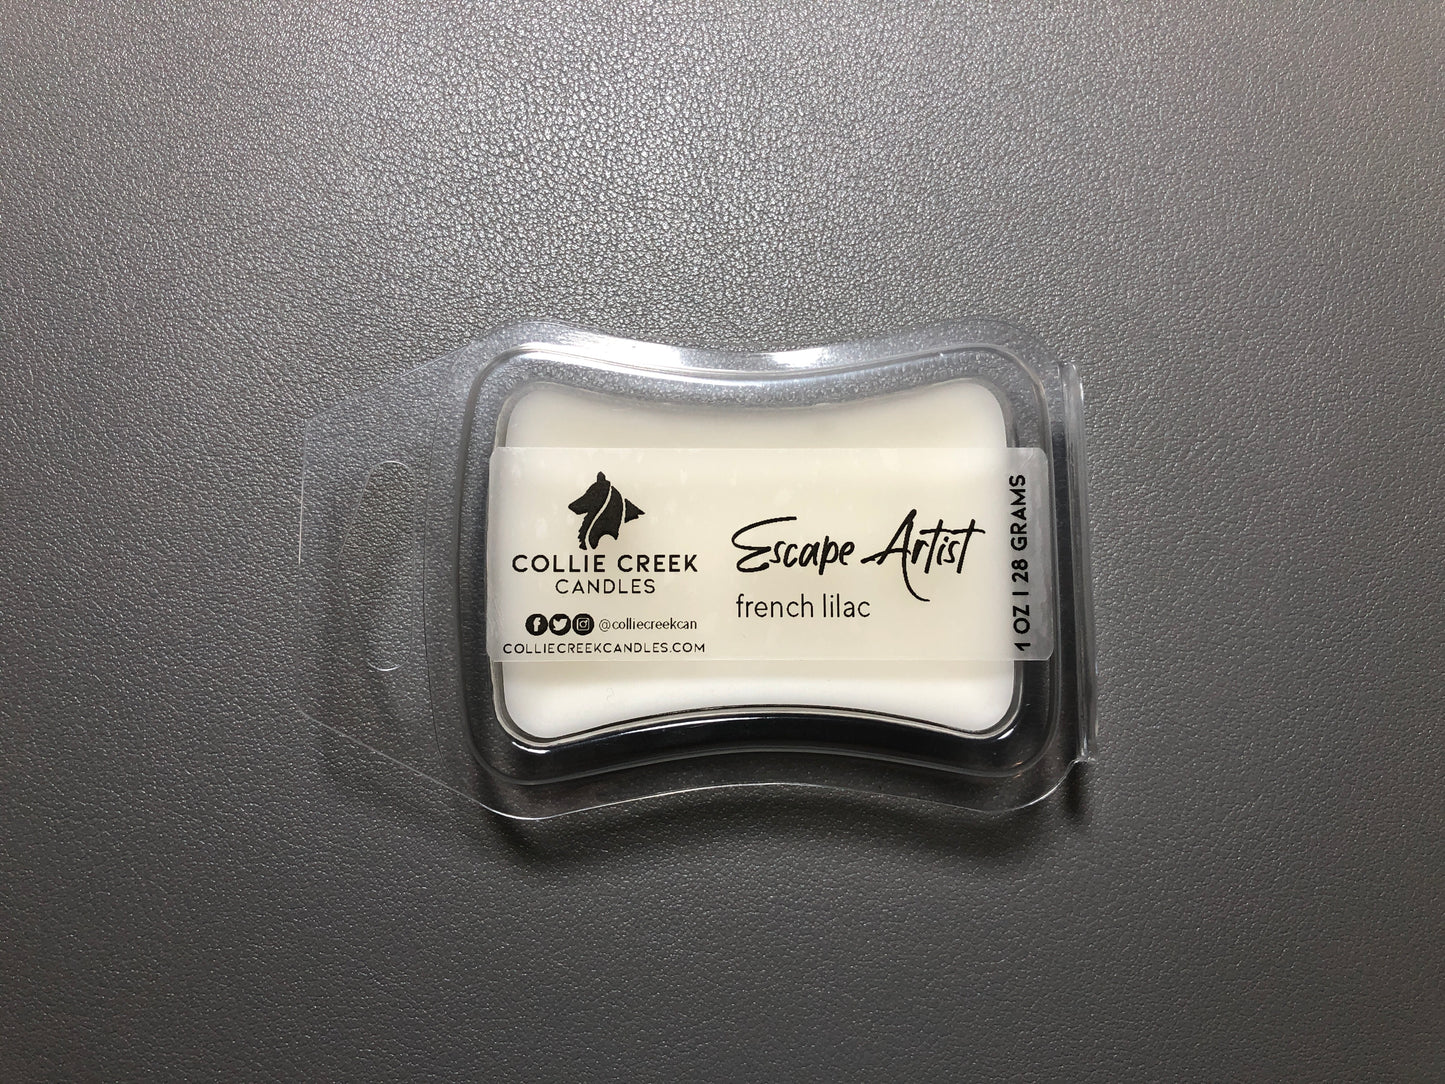 COLLIE CREEK
CANDLES
@colliecreekcan
COLLIECREEKCANDLES.COM
Escape Artist
french lilac
1 OZ | 28 GRAMS